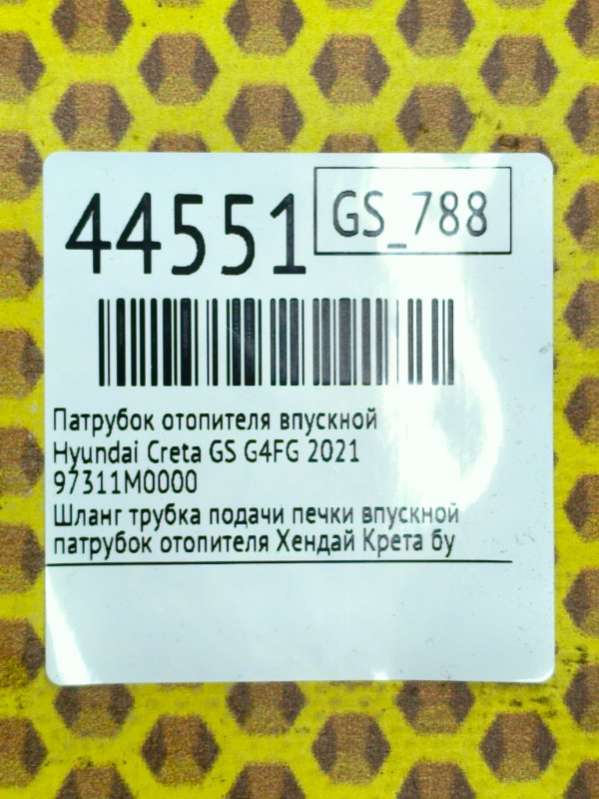 44551
GS_788
Патрубок отопителя впускной
Hyundai Creta GS G4FG 2021
97311M0000
Шланг трубка подачи печки впускной
патрубок отопителя Хендай Крета бу